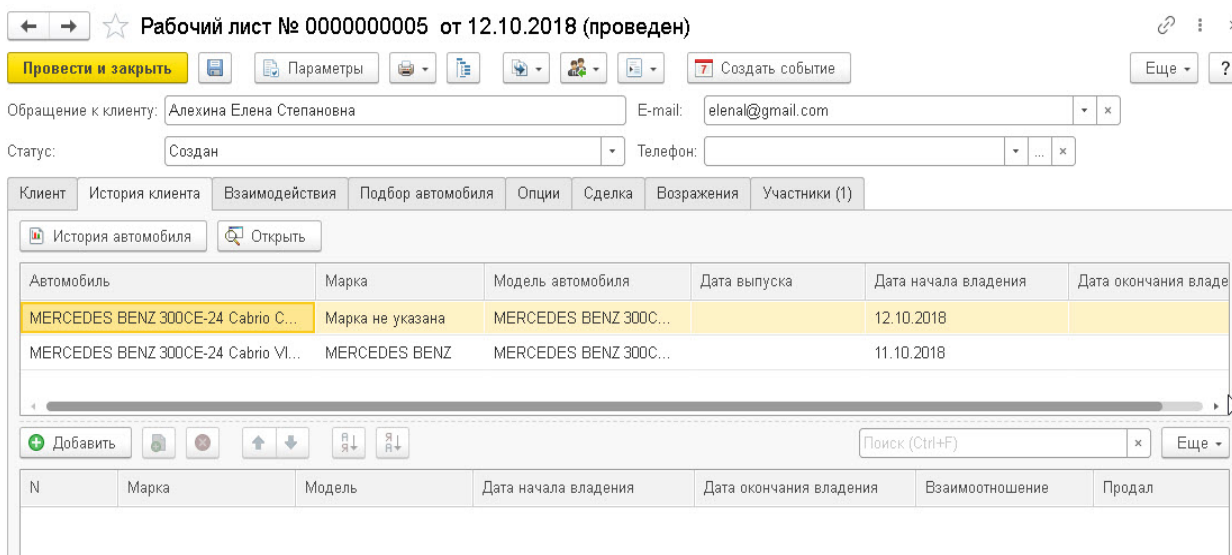 Рабочий лист № 0000000005 от 12.10.2018 (проведен)
Провести и закрыть Параметры 7 Создать событие Еще ?
Обращение к клиенту: Алехина Елена Степановна E-mail: elenal@gmail.com
Статус: Создан Телефон: ...
Клиент История клиента Взаимодействия Подбор автомобиля Опции Сделка Возражения Участники (1)
История автомобиля Открыть
Автомобиль Марка Модель автомобиля Дата выпуска Дата начала владения Дата окончания владе
MERCEDES BENZ 300CE-24 Cabrio C... Марка не указана MERCEDES BENZ 300C... 12.10.2018
MERCEDES BENZ 300CE-24 Cabrio VI... MERCEDES BENZ MERCEDES BENZ 300C... 11.10.2018
Добавить Поиск (Ctrl+F) × Еще
N Марка Модель Дата начала владения Дата окончания владения Взаимоотношение Продал